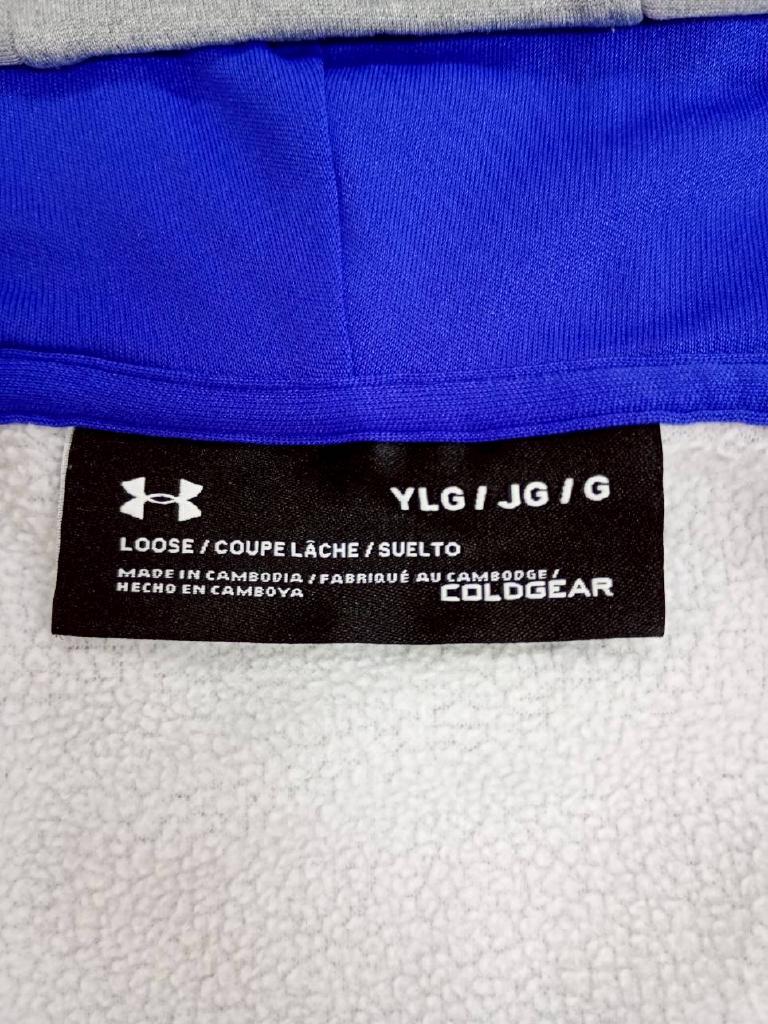 YLG / JG / G
LOOSE / COUPE LÂCHE / SUELTO
MADE IN CAMBODIA / FABRIQUÉ AU CAMBODGE /
HECHO EN CAMBOYA
COLDGEAR